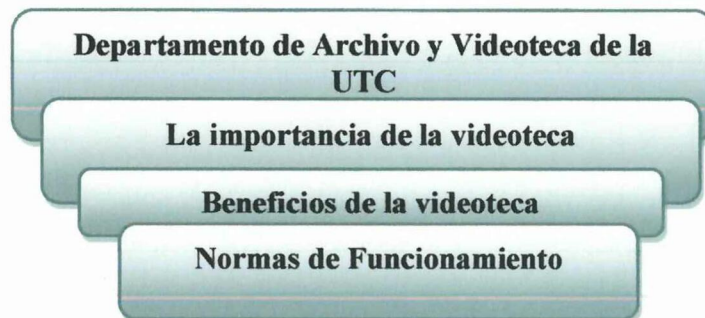 Departamento de Archivo y Videoteca de la
UTC
La importancia de la videoteca
Beneficios de la videoteca
Normas de Funcionamiento